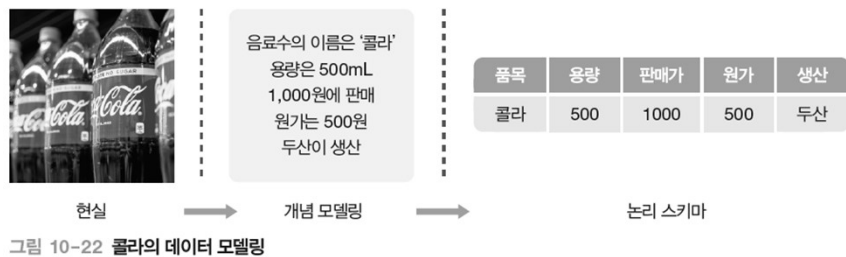 NO SUGAR
Coca-Cola
음료수의 이름은 ‘콜라’
용량은 500mL
1,000원에 판매
원가는 500원
두산이 생산
품목 용량 판매가 원가 생산
콜라 500 1000 500 두산
현실 개념 모델링 논리 스키마
그림 10-22 콜라의 데이터 모델링